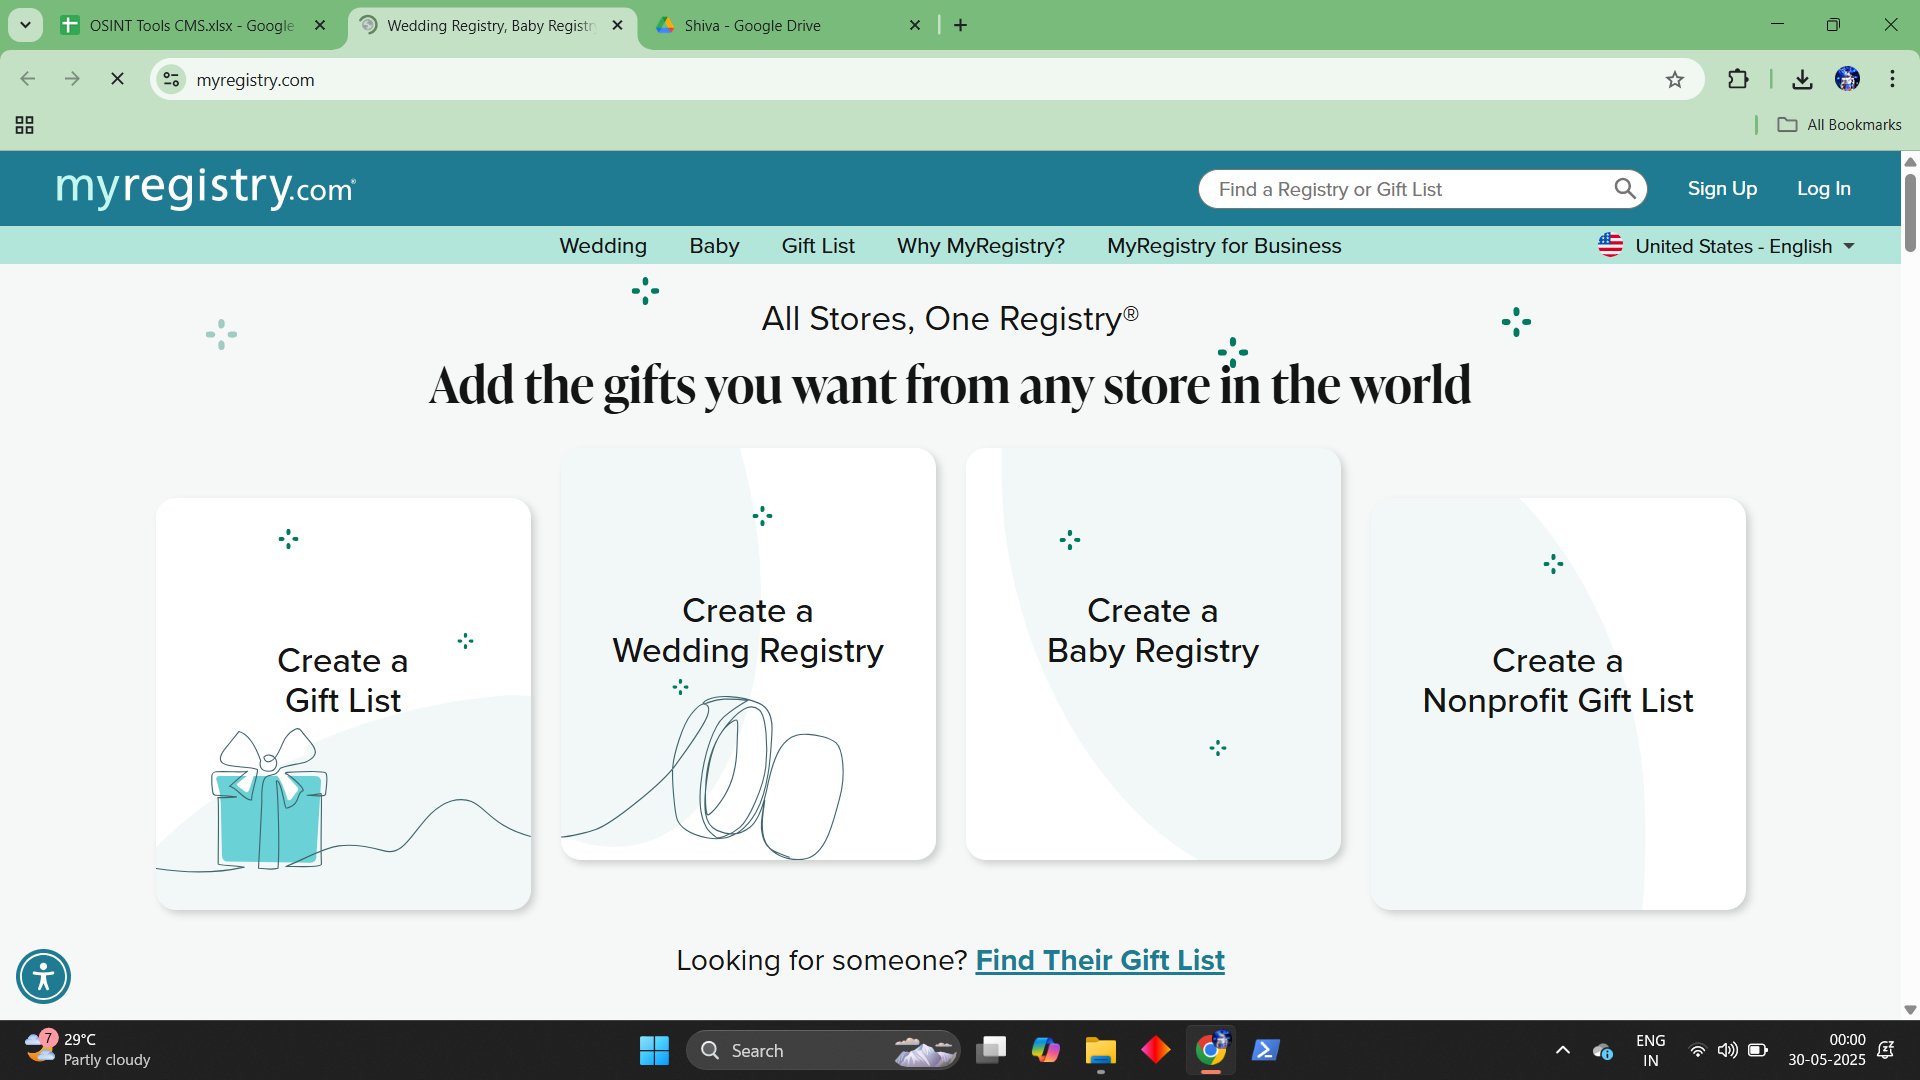 OSINT Tools CMS.xlsx - Google
Wedding Registry, Baby Registr
Shiva - Google Drive
myregistry.com
All Bookmarks
myregistry.com®
Find a Registry or Gift List
Sign Up
Log In
Wedding
Baby
Gift List
Why MyRegistry?
MyRegistry for Business
United States - English
All Stores, One Registry®
Add the gifts you want from any store in the world
Create a
Gift List
Create a
Wedding Registry
Create a
Baby Registry
Create a
Nonprofit Gift List
Looking for someone? Find Their Gift List
7
29°C
Partly cloudy
Search
ENG
IN
00:00
30-05-2025